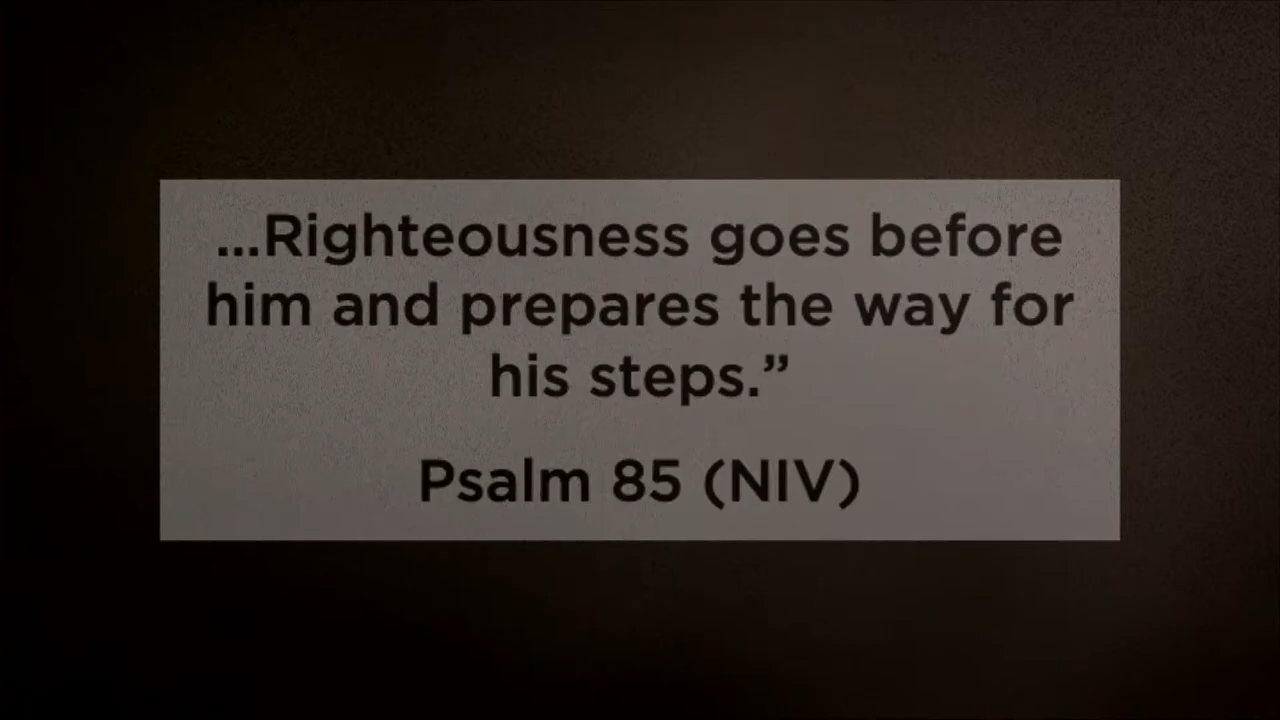 ...Righteousness goes before
him and prepares the way for
his steps.”
Psalm 85 (NIV)